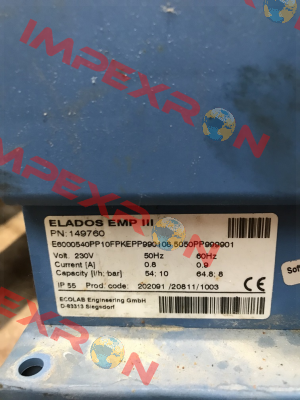 IMPEXRON
ELADOS EMP III
PN: 149760
E6000540PP10FPKEPP990106.5050PP999901
Volt. 230V 50Hz 60Hz
Current [A] 0.8 0.9
Capacity [l/h; bar] 54; 10 64.8; 8
IP 55 Prod. code: 202091 /20811/1003
ECOLAB Engineering GmbH
D-83313 Siegsdorf
Sof
IMPEXRON